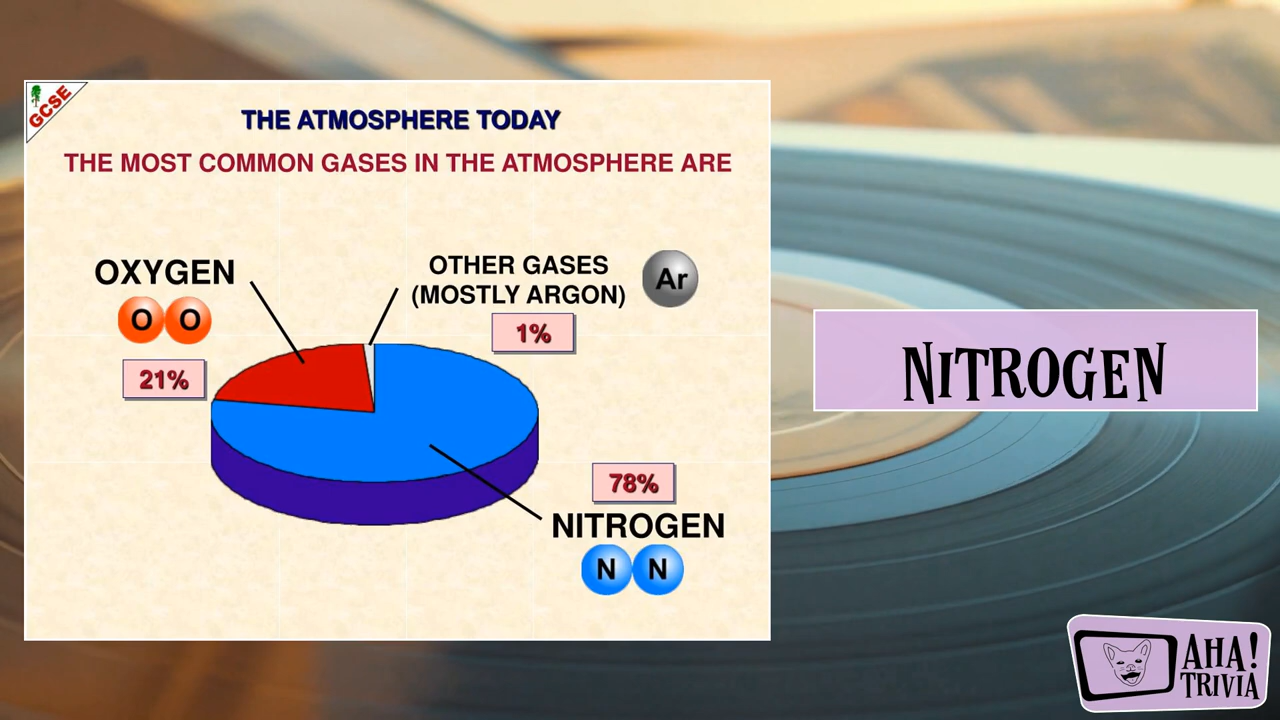 GCSE
THE ATMOSPHERE TODAY
THE MOST COMMON GASES IN THE ATMOSPHERE ARE
OXYGEN
O O
21%
OTHER GASES
(MOSTLY ARGON)
Ar
1%
78%
NITROGEN
N N
NITROGEN
AHA!
TRIVIA